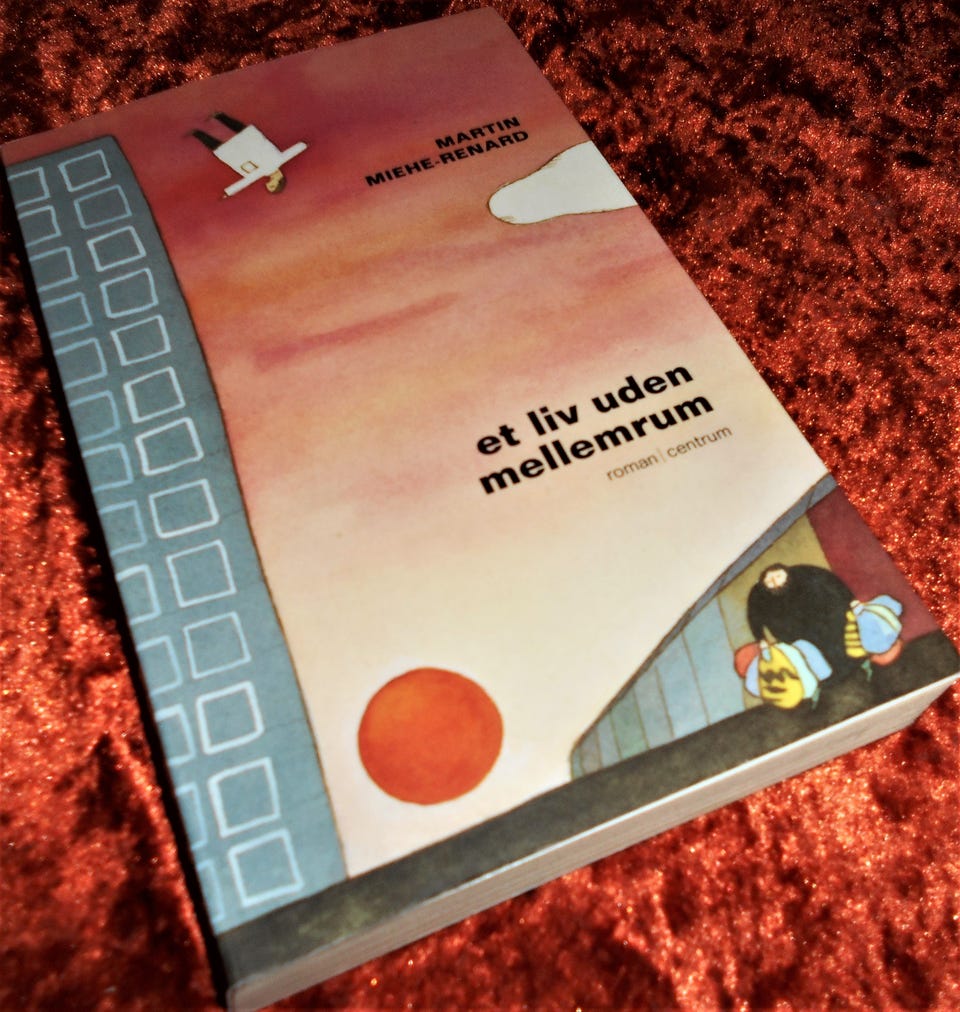 MARTIN
MIEHE-RENARD
et liv uden
mellemrum
roman|centrum